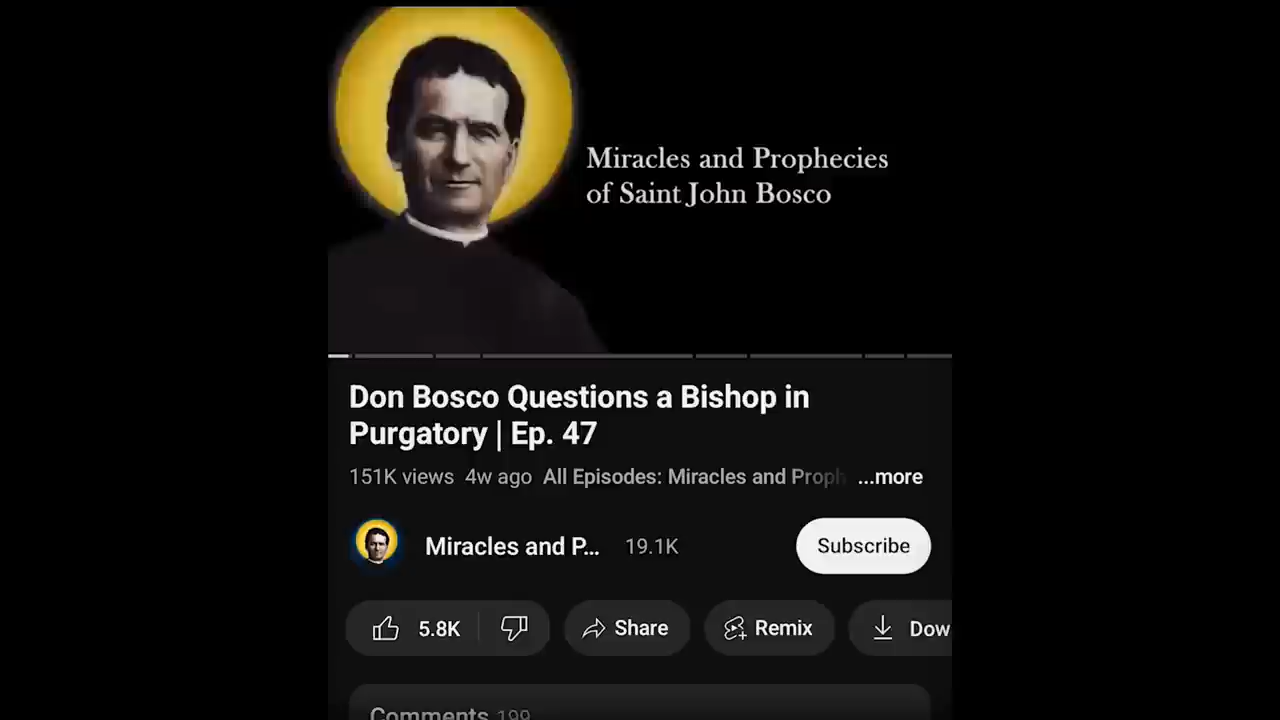 Miracles and Prophecies
of Saint John Bosco
Don Bosco Questions a Bishop in
Purgatory | Ep. 47
151K views 4w ago All Episodes: Miracles and Proph ...more
Miracles and P... 19.1K Subscribe
5.8K Share Remix Dow
Comments 199